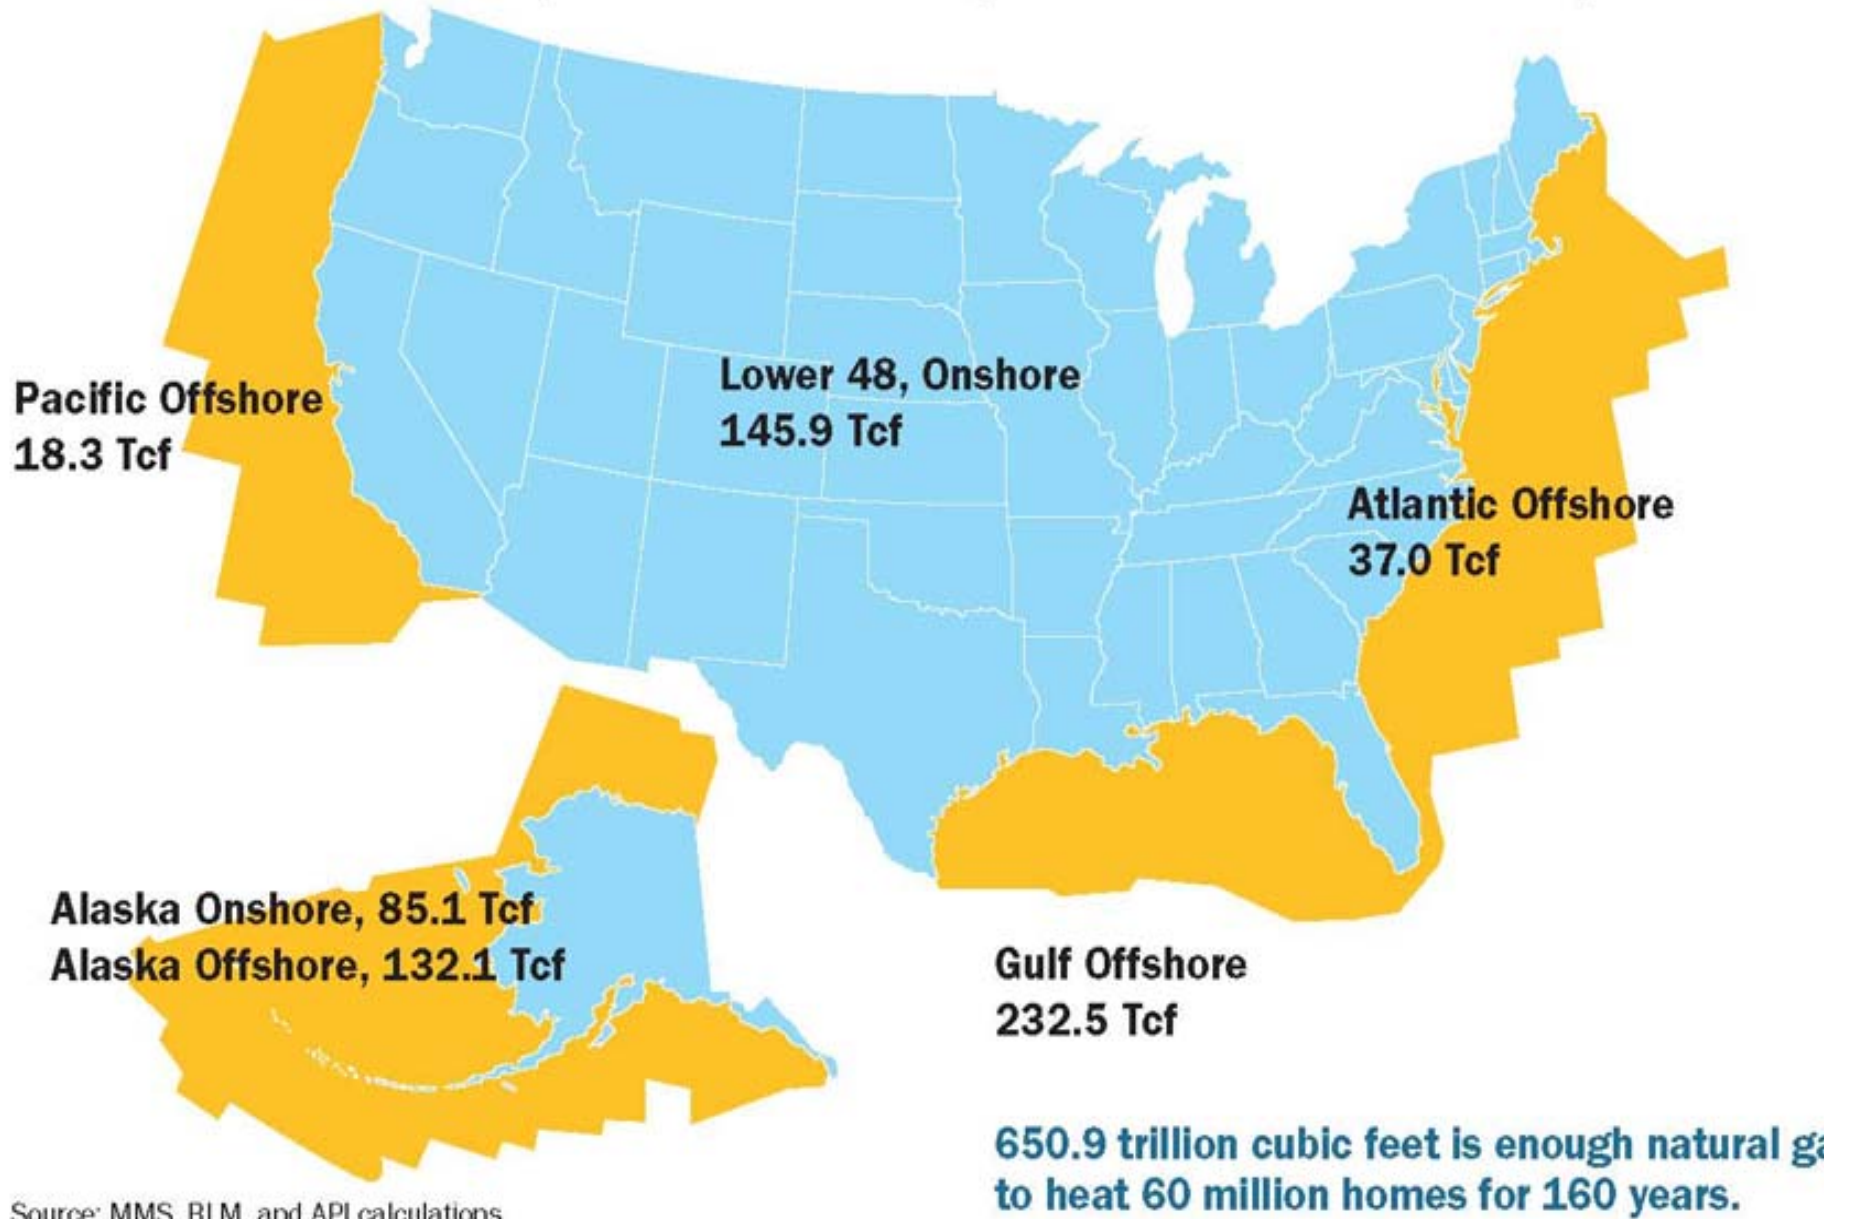 Pacific Offshore
18.3 Tcf
Lower 48, Onshore
145.9 Tcf
Atlantic Offshore
37.0 Tcf
Alaska Onshore, 85.1 Tcf
Alaska Offshore, 132.1 Tcf
Gulf Offshore
232.5 Tcf
650.9 trillion cubic feet is enough natural
to heat 60 million homes for 160 years.
Source: MMS, BLM, and API calculations